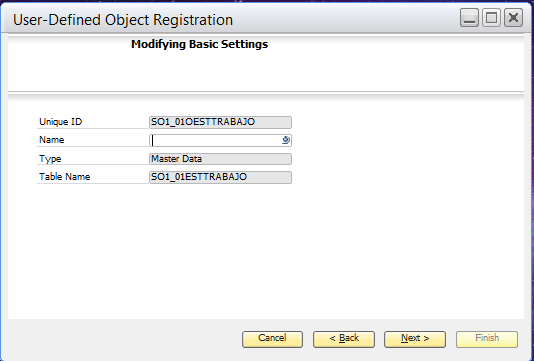 User-Defined Object Registration
Modifying Basic Settings
Unique ID SO1_01OESTTRABAJO
Name
Type Master Data
Table Name SO1_01ESTTRABAJO
Cancel < Back Next > Finish